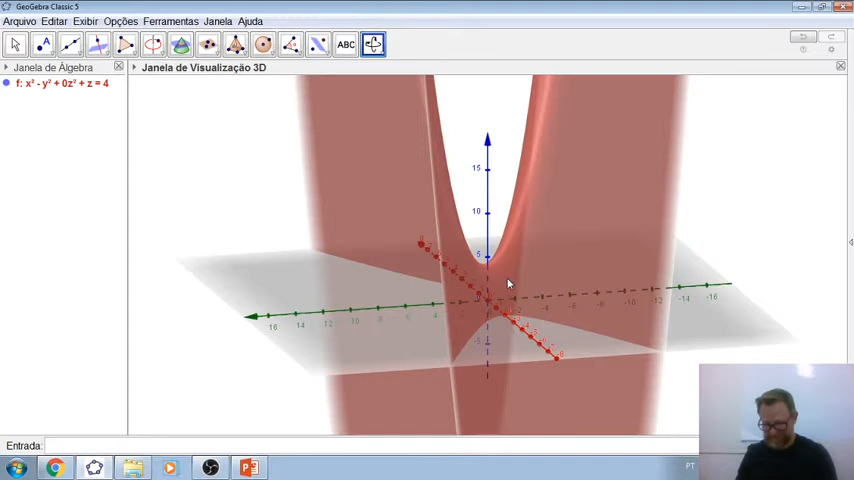 GeoGebra Classic 5
Arquivo Editar Exibir Opções Ferramentas Janela Ajuda
ABC
Janela de Álgebra
Janela de Visualização 3D
f: x² - y² + 0z² + z = 4
15
10
5
16 14 12 10 8 6 4 -4 -6 -8 -10 -12 -14 -16
-5
Entrada:
PT